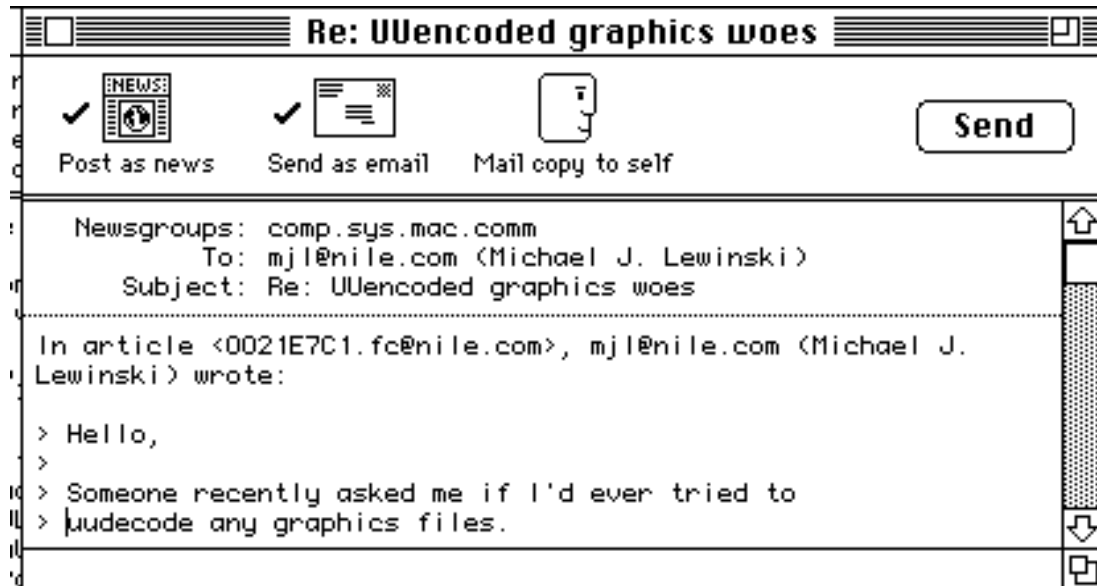 Re: UUencoded graphics woes
NEWS
Post as news
Send as email
Mail copy to self
Send
Newsgroups: comp.sys.mac.comm
To: mjl@nile.com (Michael J. Lewinski)
Subject: Re: UUencoded graphics woes
In article <0021E7C1.fc@nile.com>, mjl@nile.com (Michael J.
Lewinski) wrote:
> Hello,
>
> Someone recently asked me if I'd ever tried to
> uudecode any graphics files.